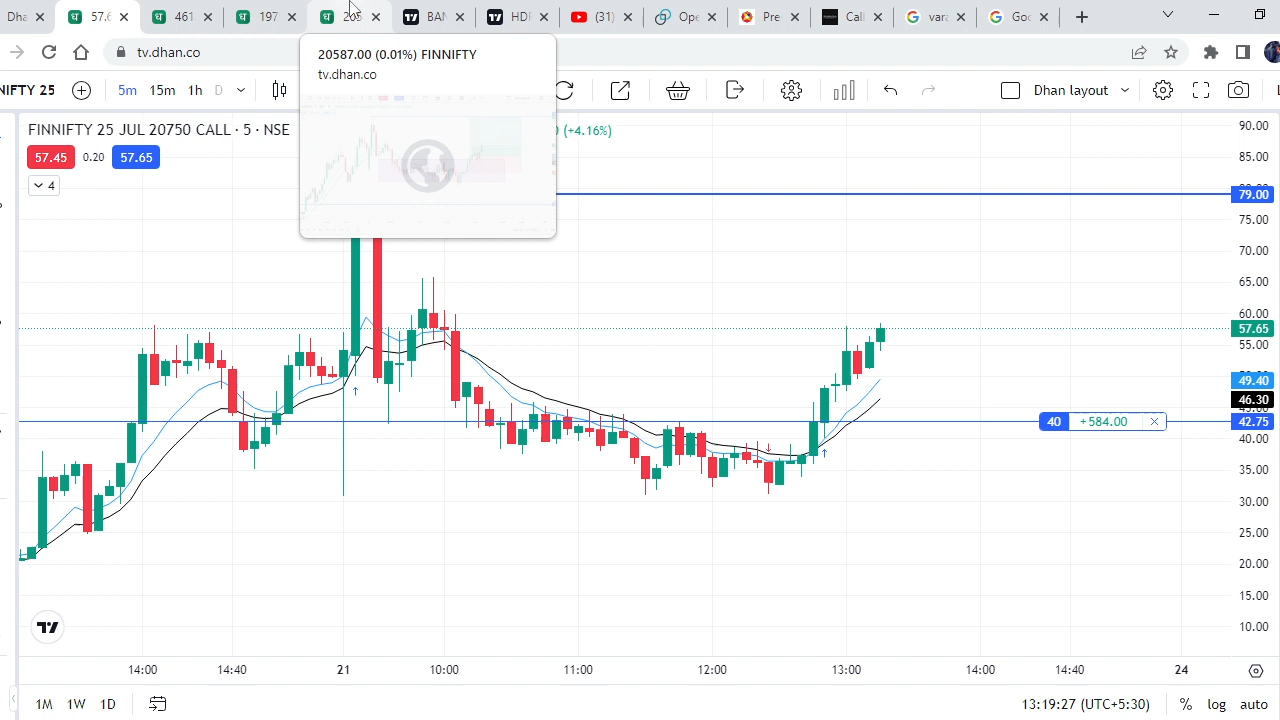 Dha
57.6
461
197
205
BAN
HDF
(31)
Ope
Pre
Call
vara
Goo
tv.dhan.co
20587.00 (0.01%) FINNIFTY
tv.dhan.co
NIFTY 25
5m 15m 1h D
Dhan layout
FINNIFTY 25 JUL 20750 CALL · 5 · NSE
(+4.16%)
57.45 0.20 57.65
4
90.00
85.00
79.00
75.00
70.00
65.00
60.00
57.65
55.00
49.40
46.30
42.75
40 +584.00
40.00
35.00
30.00
25.00
20.00
15.00
10.00
14:00 14:40 21 10:00 11:00 12:00 13:00 14:00 14:40 24
1M 1W 1D
13:19:27 (UTC+5:30) % log auto